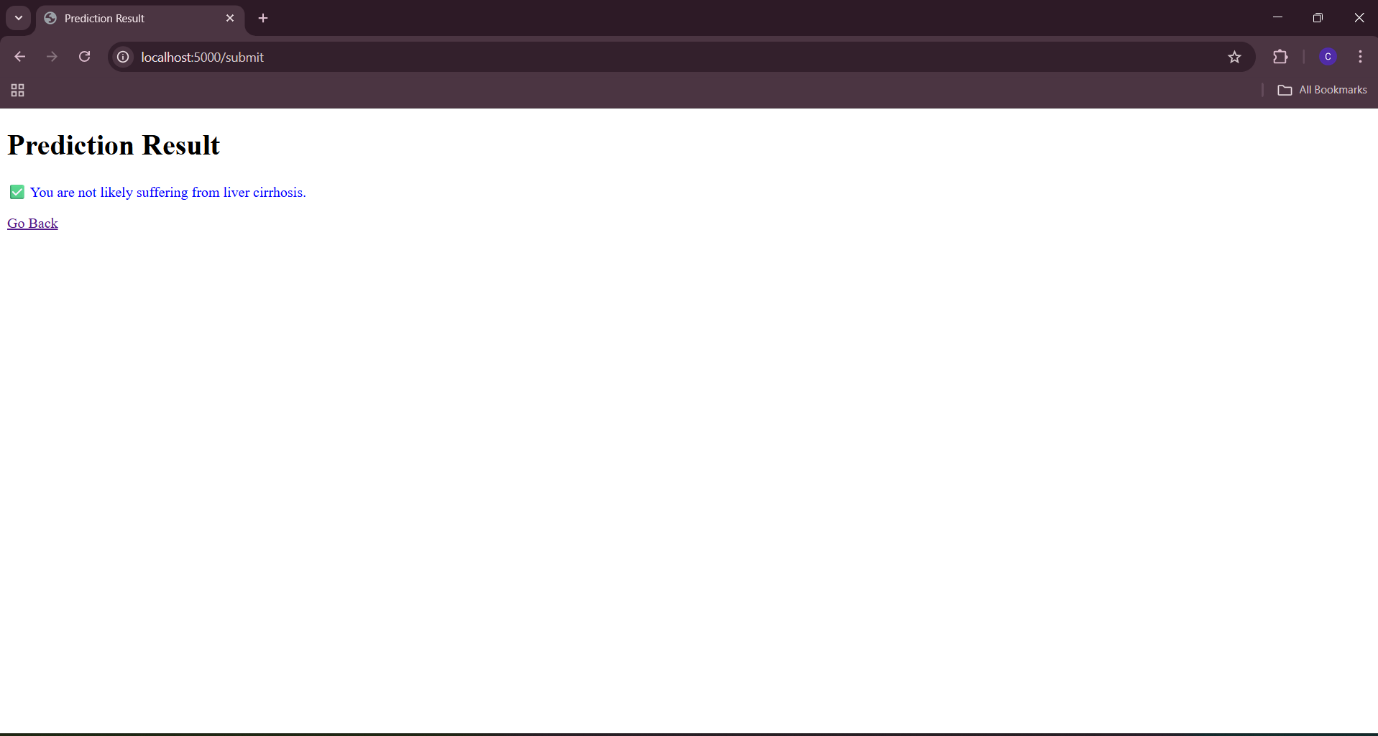 Prediction Result
localhost:5000/submit
C
All Bookmarks
Prediction Result
✅ You are not likely suffering from liver cirrhosis.
Go Back